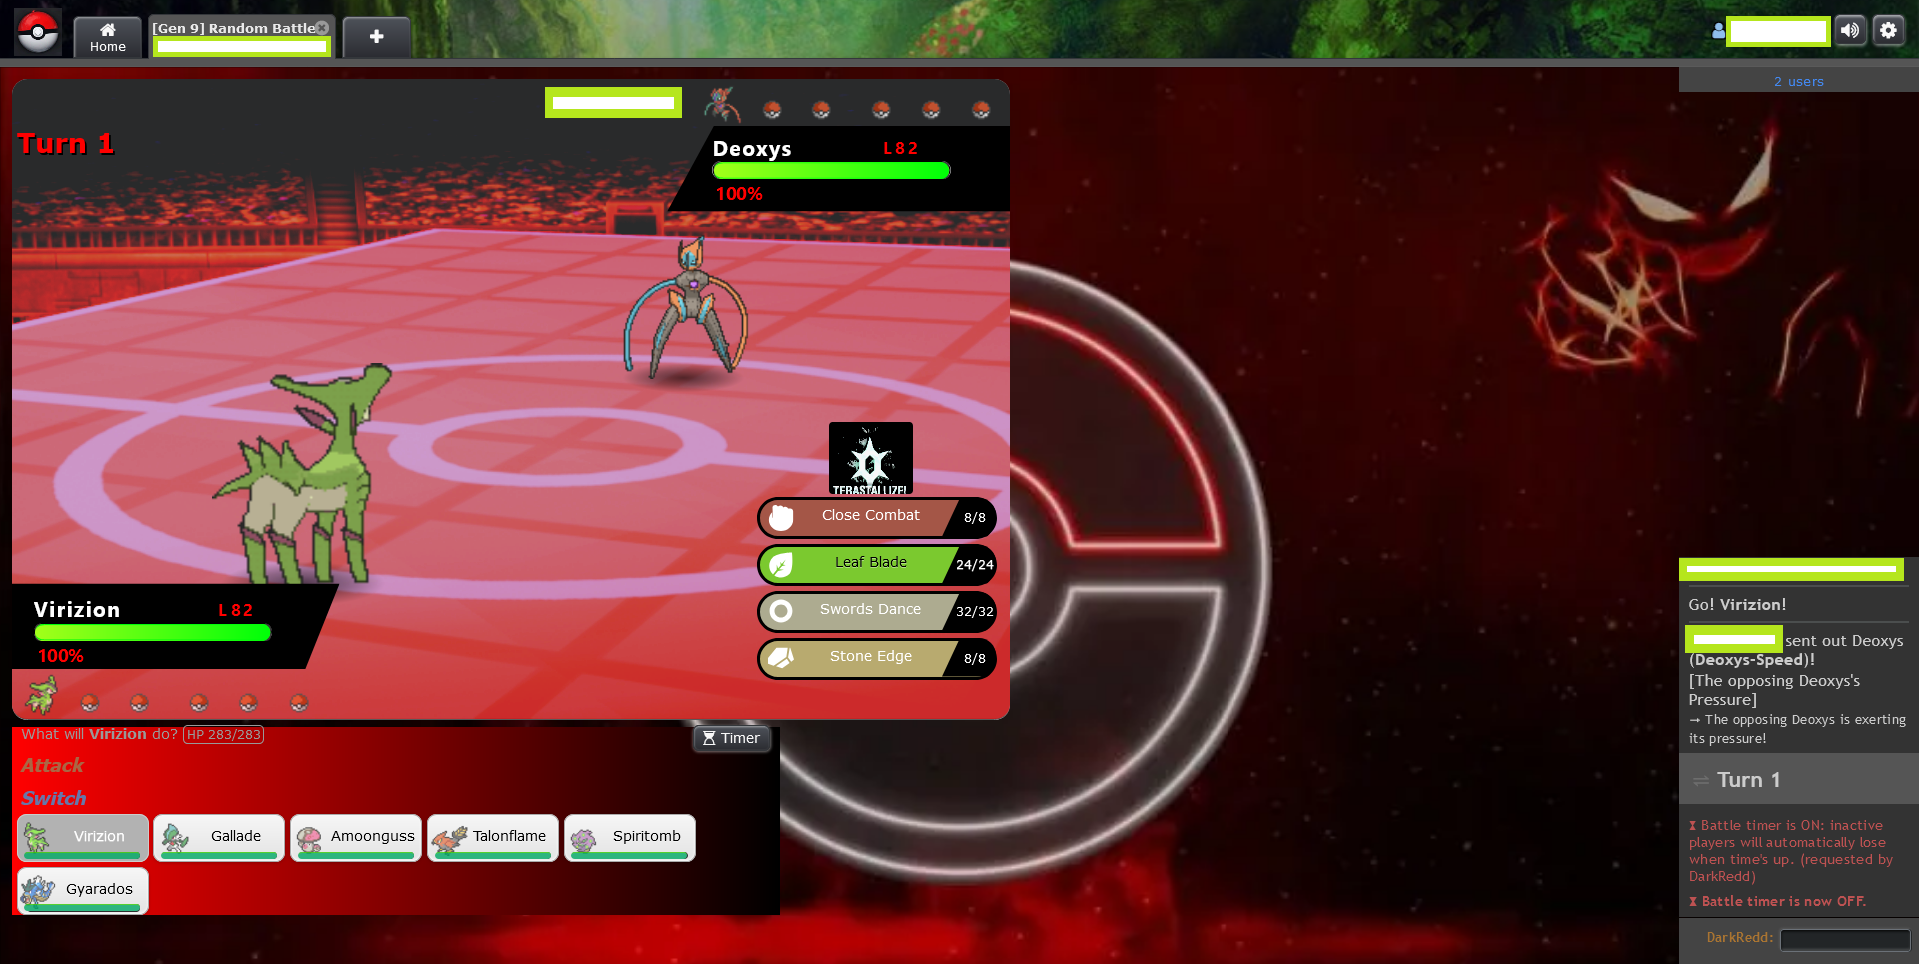 Home
[Gen 9] Random Battle
2 users
Turn 1
Deoxys L82
100%
TERASTALLIZE!
Close Combat 8/8
Leaf Blade 24/24
Swords Dance 32/32
Stone Edge 8/8
Virizion L82
100%
What will Virizion do? HP 283/283
Timer
Attack
Switch
Virizion
Gallade
Amoonguss
Talonflame
Spiritomb
Gyarados
Go! Virizion!
sent out Deoxys
(Deoxys-Speed)!
[The opposing Deoxys's
Pressure]
→ The opposing Deoxys is exerting
its pressure!
Turn 1
Battle timer is ON: inactive
players will automatically lose
when time's up. (requested by
DarkRedd)
Battle timer is now OFF.
DarkRedd: